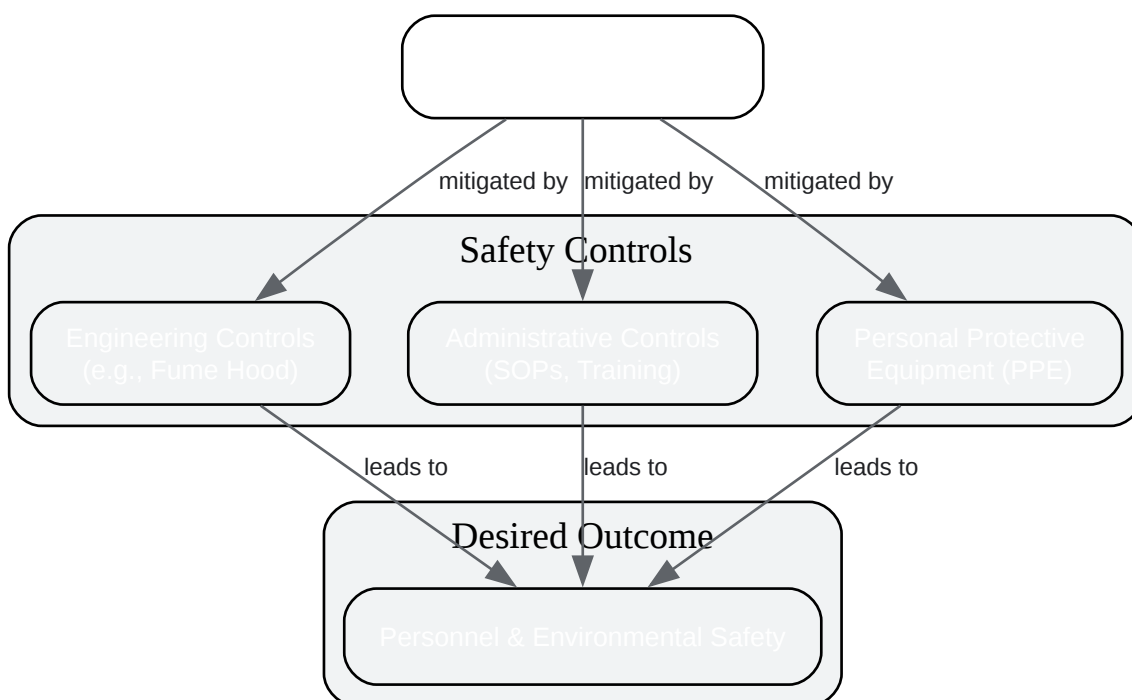 mitigated by mitigated by mitigated by
Safety Controls
Engineering Controls
(e.g., Fume Hood)
Administrative Controls
(SOPs, Training)
Personal Protective
Equipment (PPE)
leads to leads to leads to
Desired Outcome
Personnel & Environmental Safety